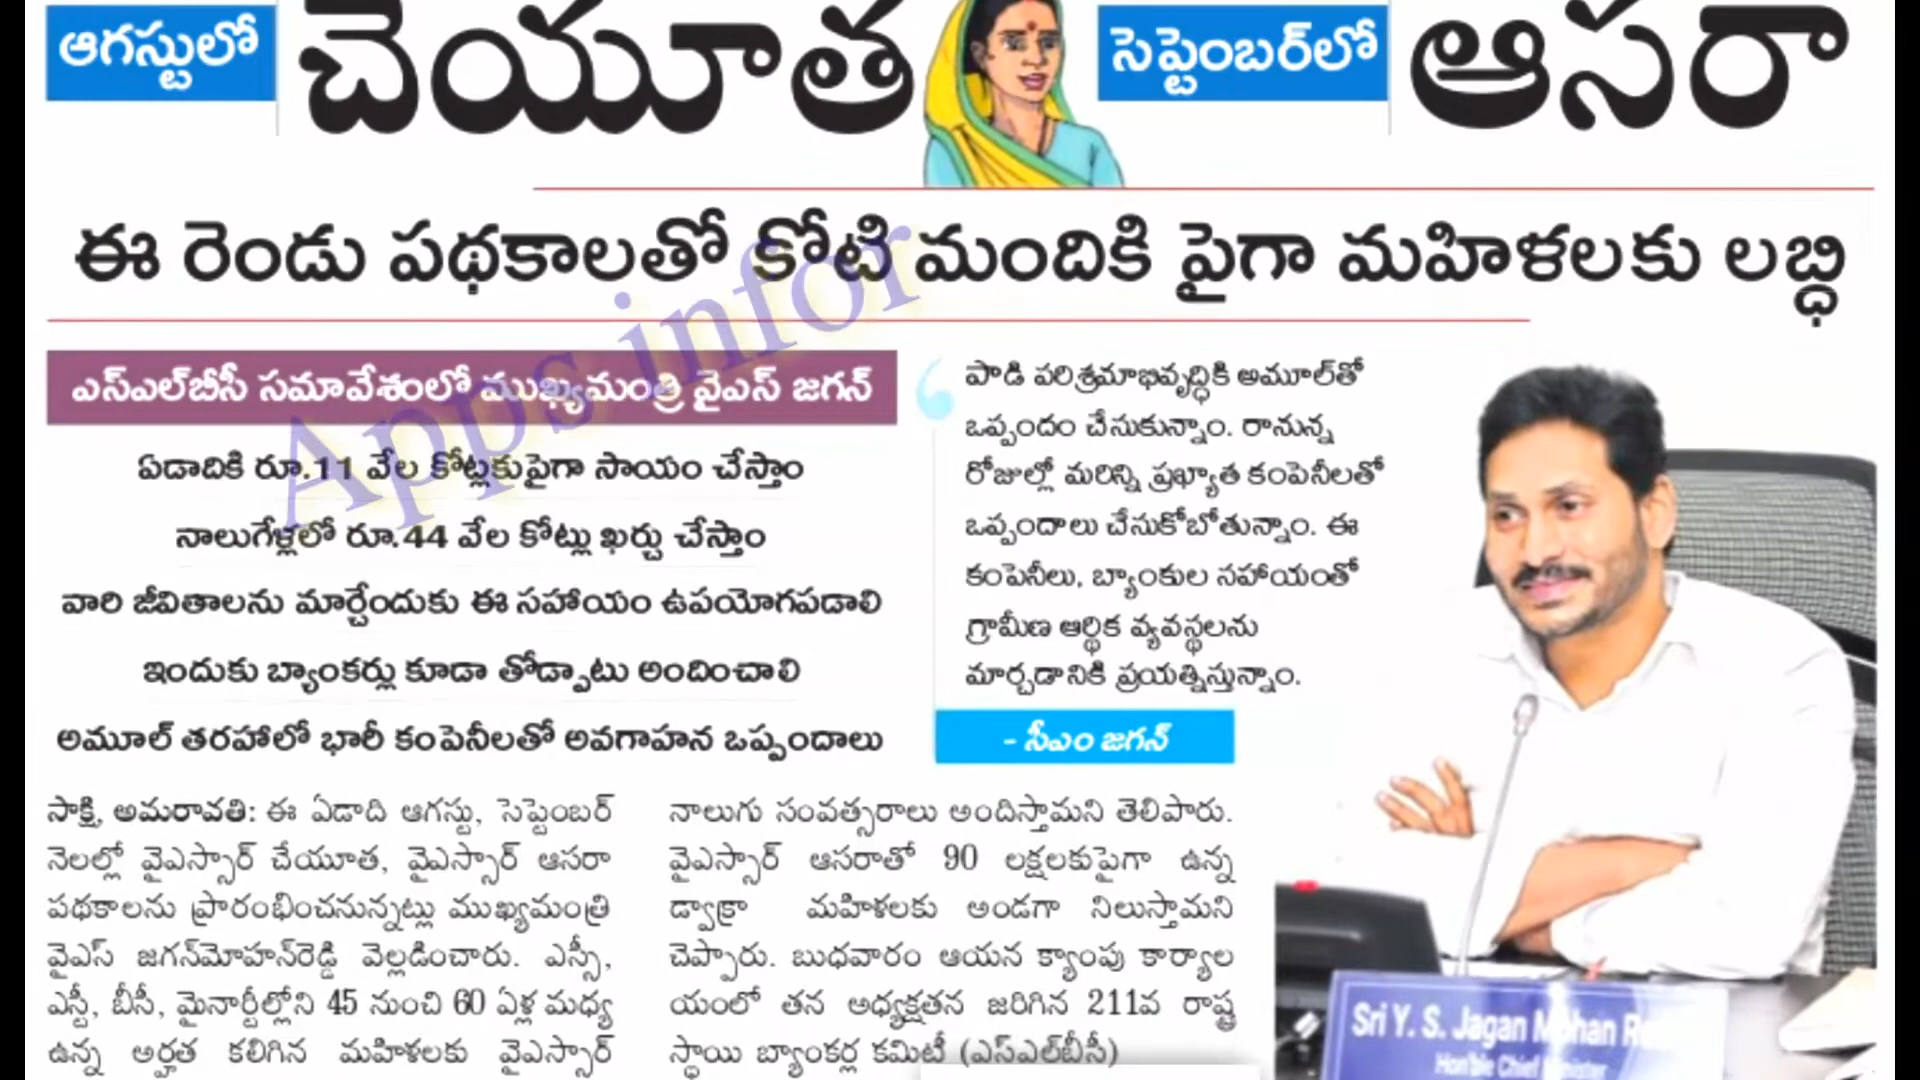 ఆగస్టులో చేయూత సెప్టెంబర్‌లో ఆసరా
ఈ రెండు పథకాలతో కోటి మందికి పైగా మహిళలకు లబ్ధి
ఎస్ఎల్‌బీసీ సమావేశంలో ముఖ్యమంత్రి వైఎస్ జగన్
ఏడాదికి రూ.11 వేల కోట్లకుపైగా సాయం చేస్తాం
నాలుగేళ్లలో రూ.44 వేల కోట్లు ఖర్చు చేస్తాం
వారి జీవితాలను మార్చేందుకు ఈ సహాయం ఉపయోగపడాలి
ఇందుకు బ్యాంకర్లు కూడా తోడ్పాటు అందించాలి
అమూల్ తరహాలో భారీ కంపెనీలతో అవగాహన ఒప్పందాలు
పాడి పరిశ్రమాభివృద్ధికి అమూల్‌తో
ఒప్పందం చేసుకున్నాం. రానున్న
రోజుల్లో మరిన్ని ప్రఖ్యాత కంపెనీలతో
ఒప్పందాలు చేసుకోబోతున్నాం. ఈ
కంపెనీలు, బ్యాంకుల సహాయంతో
గ్రామీణ ఆర్థిక వ్యవస్థలను
మార్చడానికి ప్రయత్నిస్తున్నాం.
- సీఎం జగన్
సాక్షి, అమరావతి: ఈ ఏడాది ఆగస్టు, సెప్టెంబర్
నెలల్లో వైఎస్సార్ చేయూత, వైఎస్సార్ ఆసరా
పథకాలను ప్రారంభించనున్నట్లు ముఖ్యమంత్రి
వైఎస్ జగన్‌మోహన్‌రెడ్డి వెల్లడించారు. ఎస్సీ,
ఎస్టీ, బీసీ, మైనార్టీల్లోని 45 నుంచి 60 ఏళ్ల మధ్య
ఉన్న అర్హత కలిగిన మహిళలకు వైఎస్సార్
నాలుగు సంవత్సరాలు అందిస్తామని తెలిపారు.
వైఎస్సార్ ఆసరాతో 90 లక్షలకుపైగా ఉన్న
డ్వాక్రా మహిళలకు అండగా నిలుస్తామని
చెప్పారు. బుధవారం ఆయన క్యాంపు కార్యాల
యంలో తన అధ్యక్షతన జరిగిన 211వ రాష్ట్ర
స్థాయి బ్యాంకర్ల కమిటీ (ఎస్ఎల్‌బీసీ)
Sri Y. S. Jagan Mohan
Hon'ble Chief Minister
Apps infor